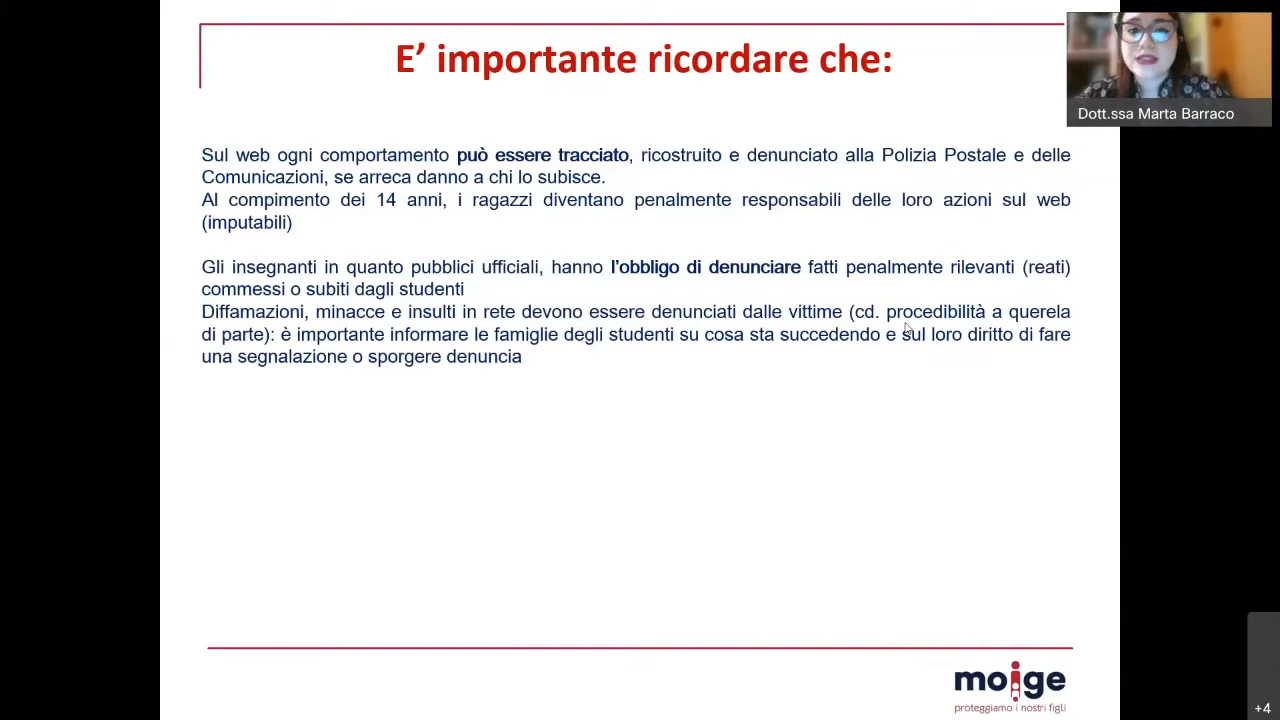 E’ importante ricordare che:
Dott.ssa Marta Barraco
Sul web ogni comportamento può essere tracciato, ricostruito e denunciato alla Polizia Postale e delle
Comunicazioni, se arreca danno a chi lo subisce.
Al compimento dei 14 anni, i ragazzi diventano penalmente responsabili delle loro azioni sul web
(imputabili)
Gli insegnanti in quanto pubblici ufficiali, hanno l’obbligo di denunciare fatti penalmente rilevanti (reati)
commessi o subiti dagli studenti
Diffamazioni, minacce e insulti in rete devono essere denunciati dalle vittime (cd. procedibilità a querela
di parte): è importante informare le famiglie degli studenti su cosa sta succedendo e sul loro diritto di fare
una segnalazione o sporgere denuncia
moige
proteggiamo i nostri figli
+4